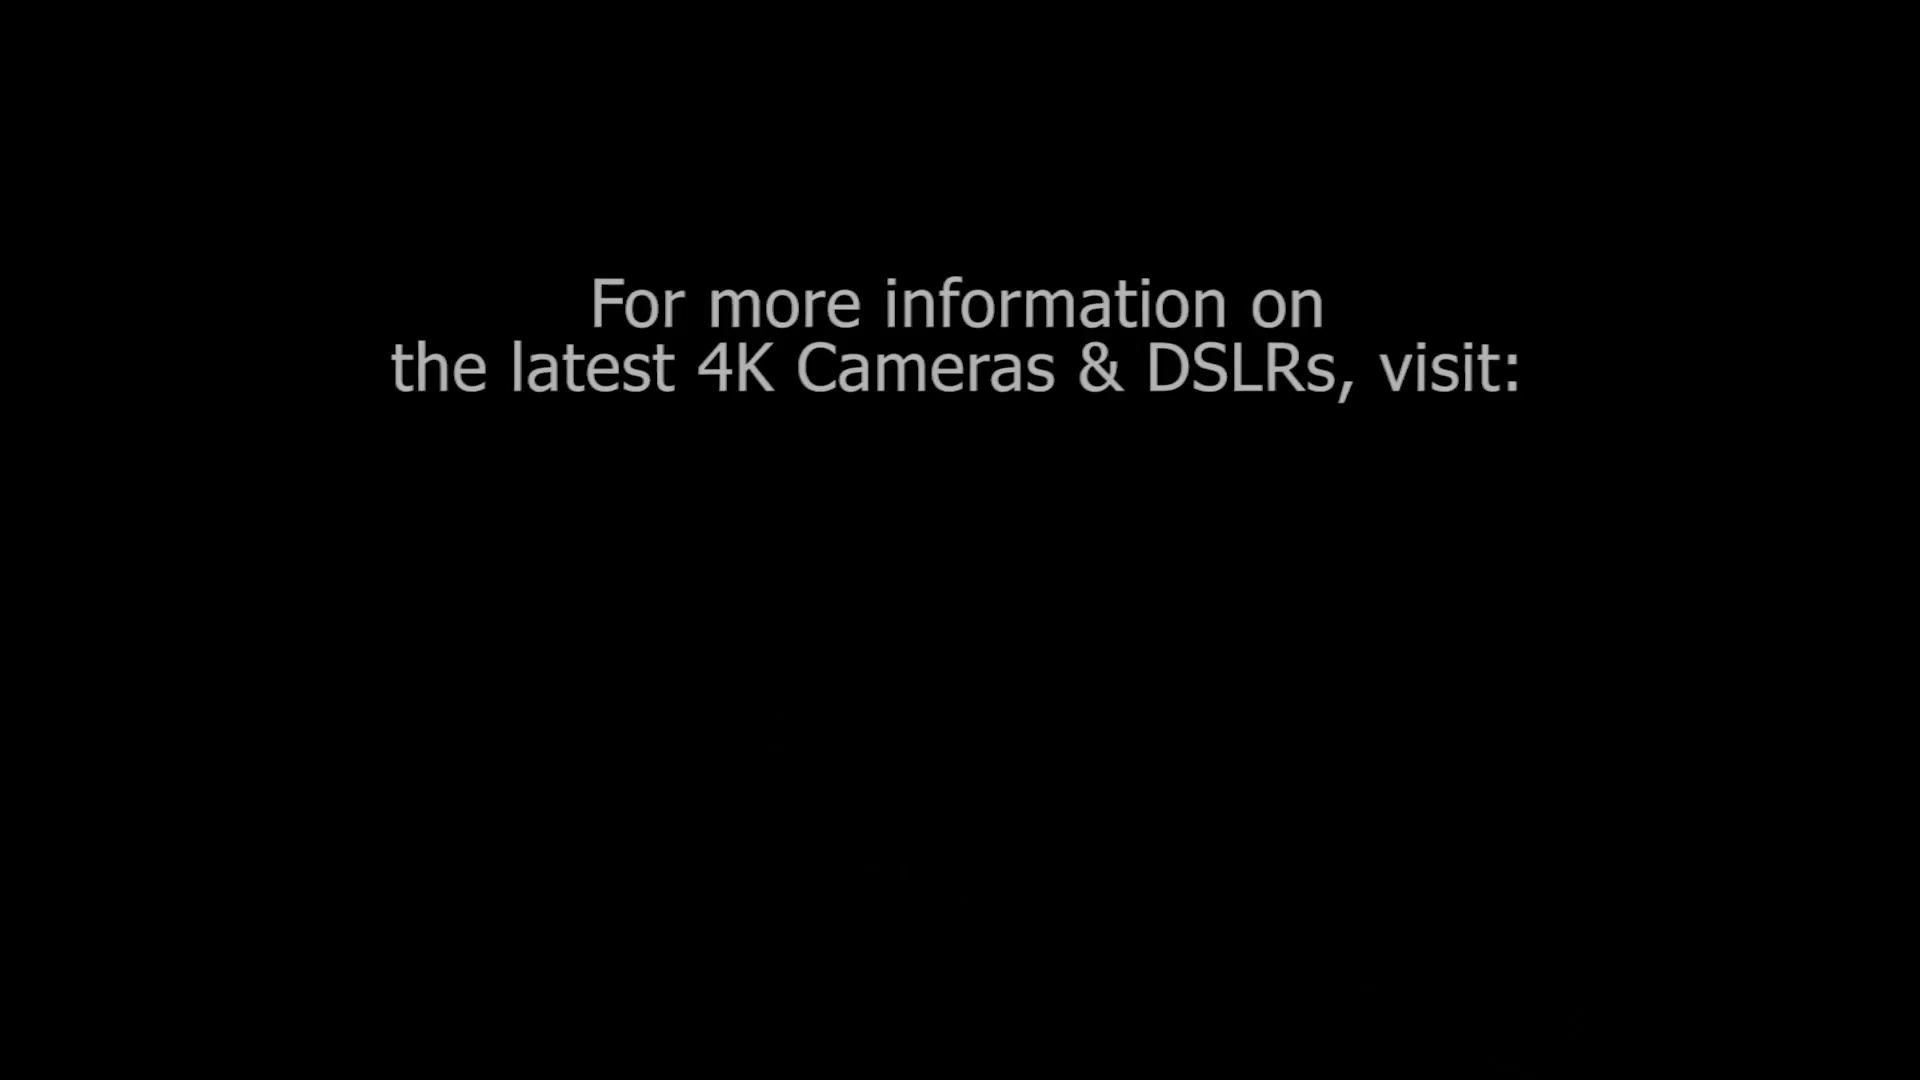 For more information on
the latest 4K Cameras & DSLRs, visit: